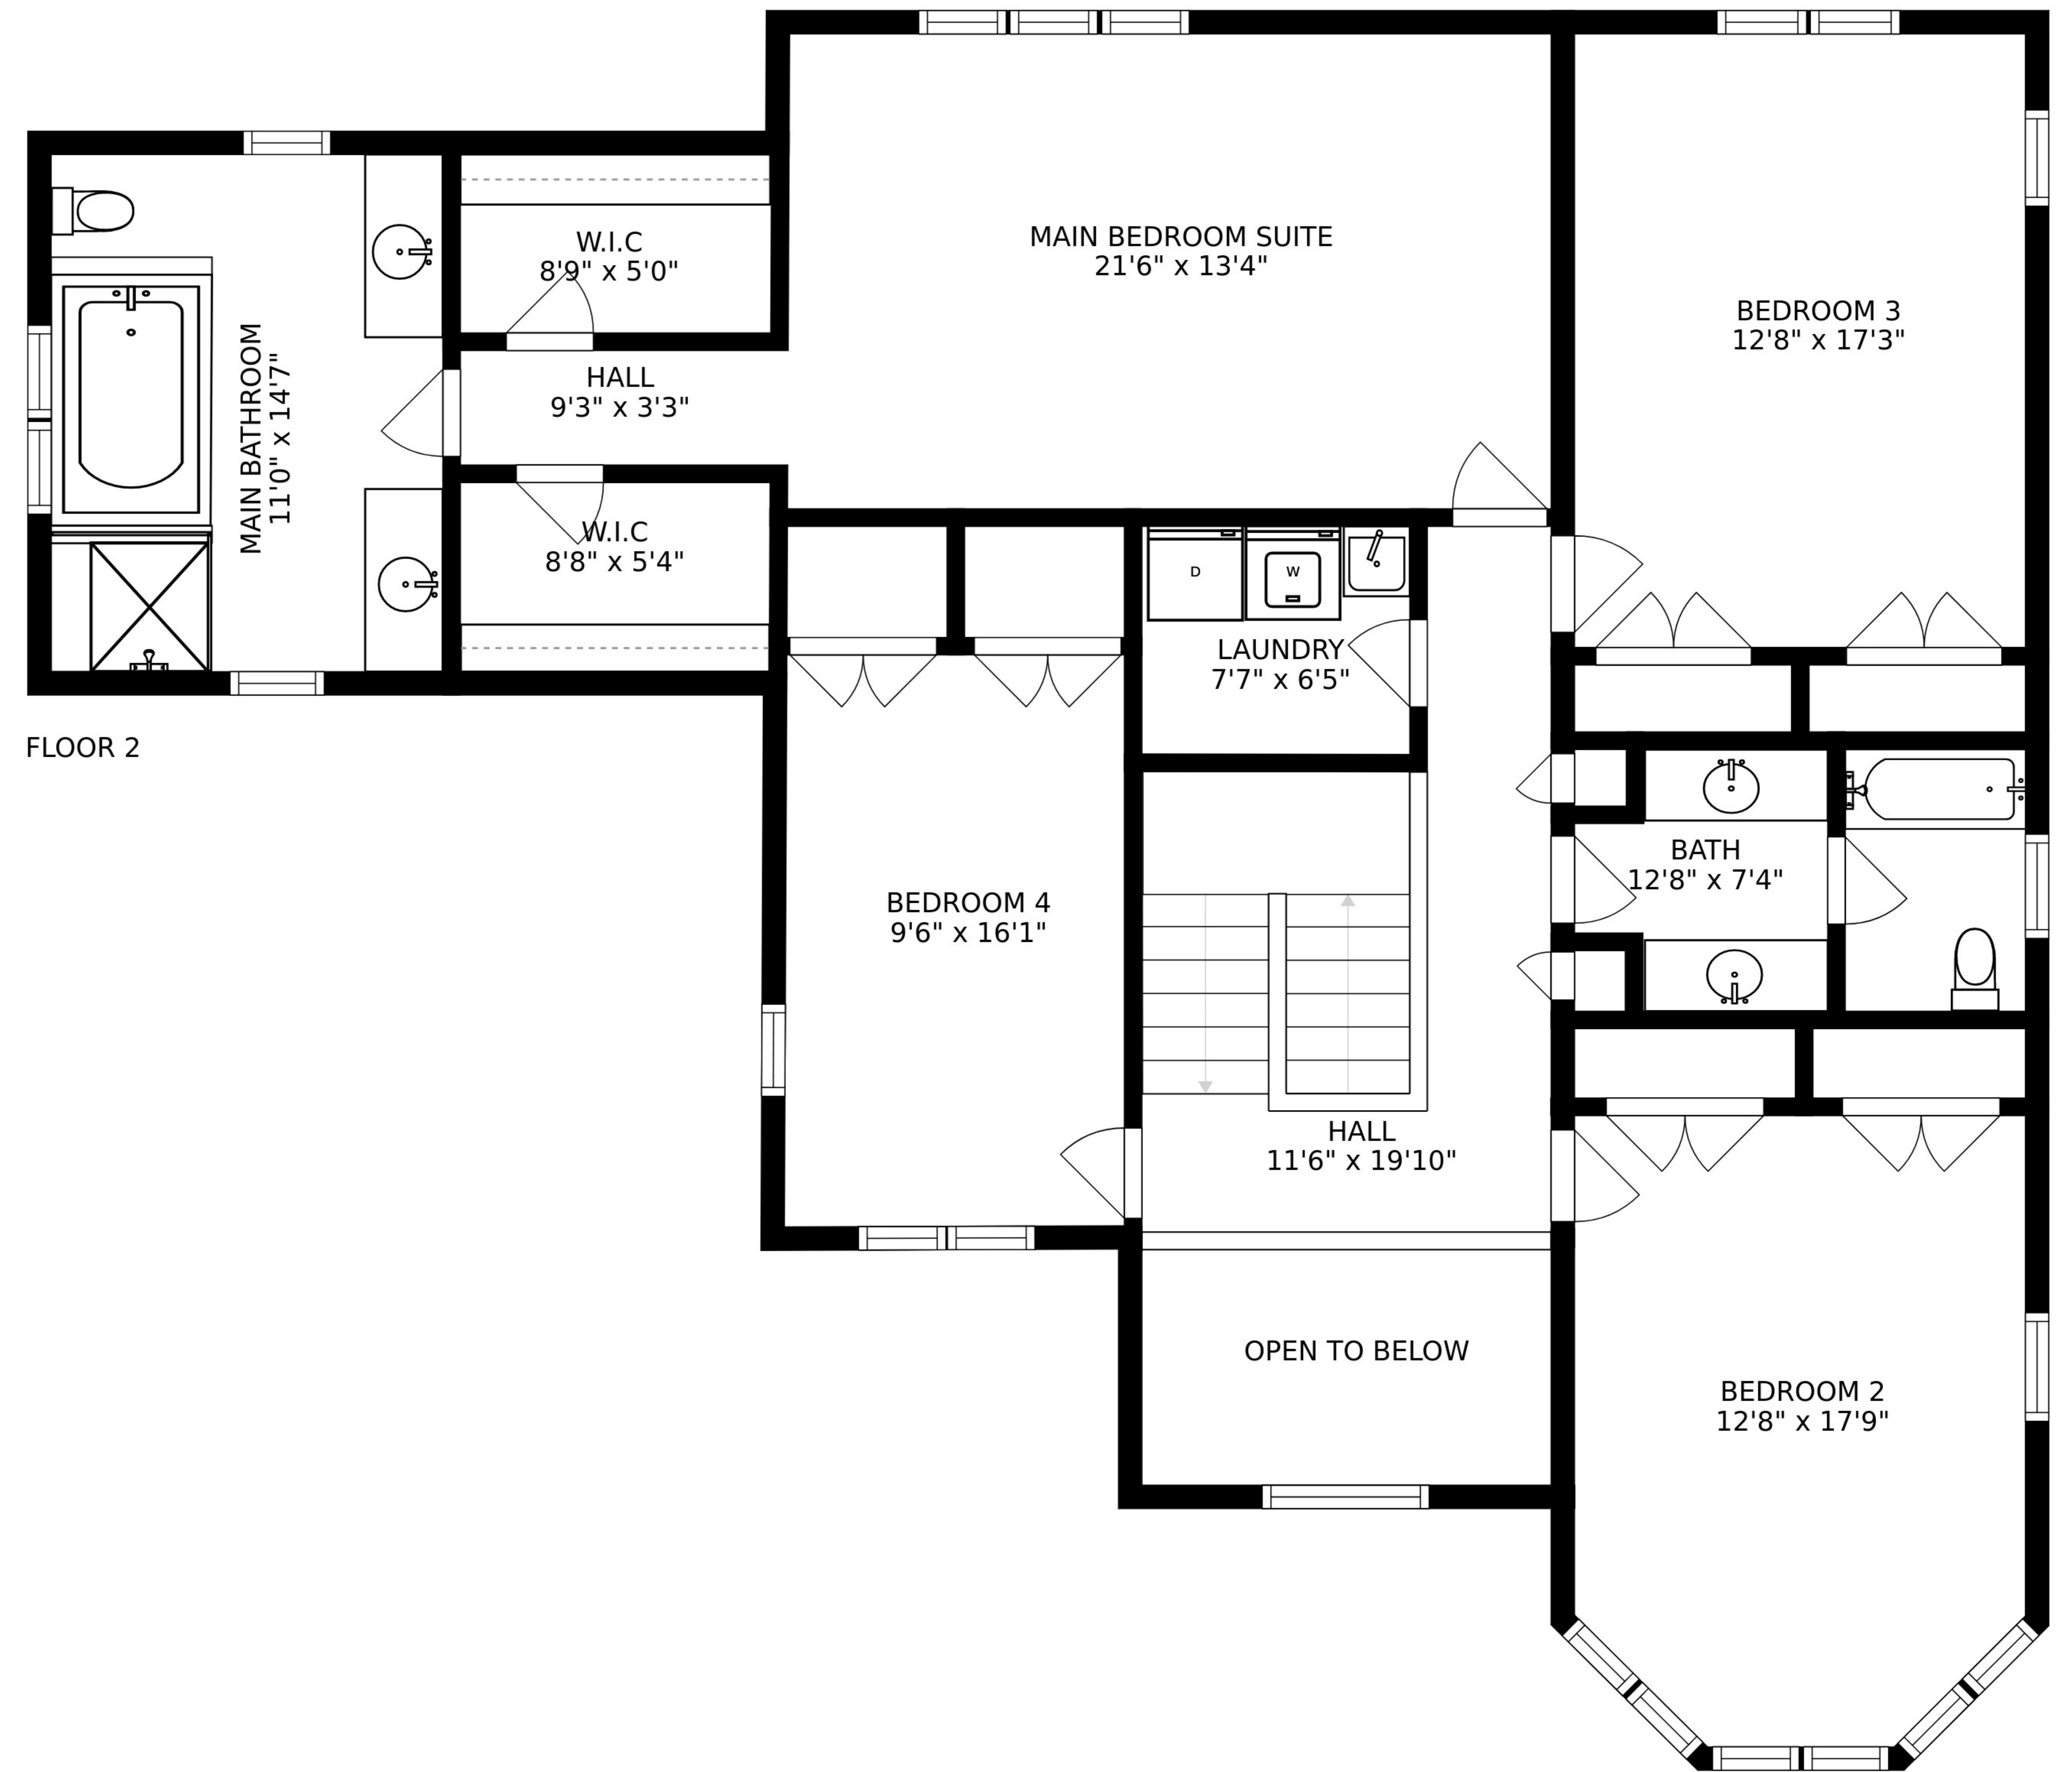 MAIN BEDROOM SUITE
21'6" x 13'4"
W.I.C
8'9" x 5'0"
BEDROOM 3
12'8" x 17'3"
MAIN BATHROOM
11'0" x 14'7"
HALL
9'3" x 3'3"
W.I.C
8'8" x 5'4"
D
W
LAUNDRY
7'7" x 6'5"
FLOOR 2
BATH
12'8" x 7'4"
BEDROOM 4
9'6" x 16'1"
HALL
11'6" x 19'10"
OPEN TO BELOW
BEDROOM 2
12'8" x 17'9"